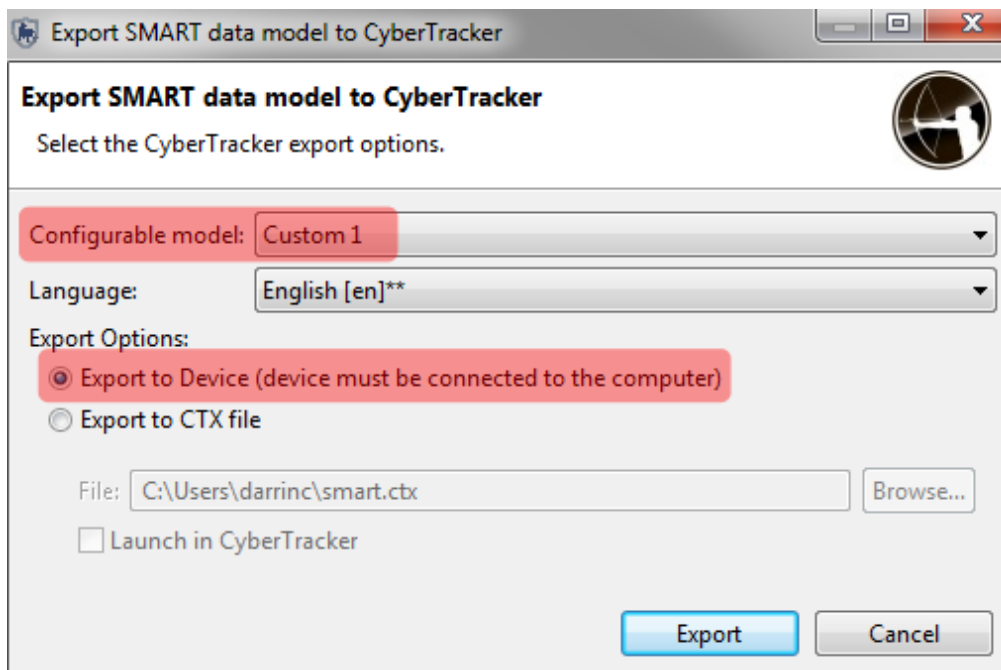 Export SMART data model to CyberTracker
Export SMART data model to CyberTracker
Select the CyberTracker export options.
Configurable model: Custom 1
Language: English [en]**
Export Options:
Export to Device (device must be connected to the computer)
Export to CTX file
File: C:\Users\darrinc\smart.ctx Browse...
Launch in CyberTracker
Export Cancel